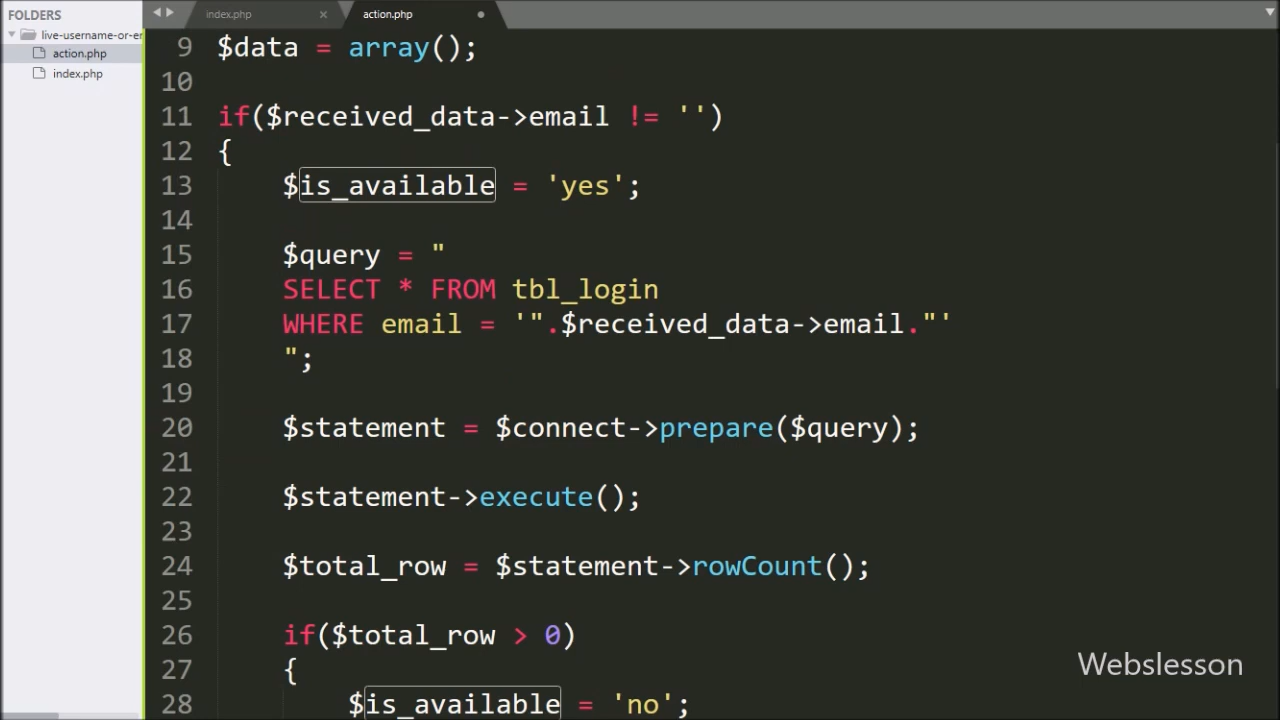 FOLDERS
live-username-or-er
action.php
index.php
index.php ×
action.php
9 $data = array();
10
11 if($received_data->email != '')
12 {
13 $is_available = 'yes';
14
15 $query = "
16 SELECT * FROM tbl_login
17 WHERE email = '".$received_data->email."'
18 ";
19
20 $statement = $connect->prepare($query);
21
22 $statement->execute();
23
24 $total_row = $statement->rowCount();
25
26 if($total_row > 0)
27 {
28 $is_available = 'no';
Webslesson